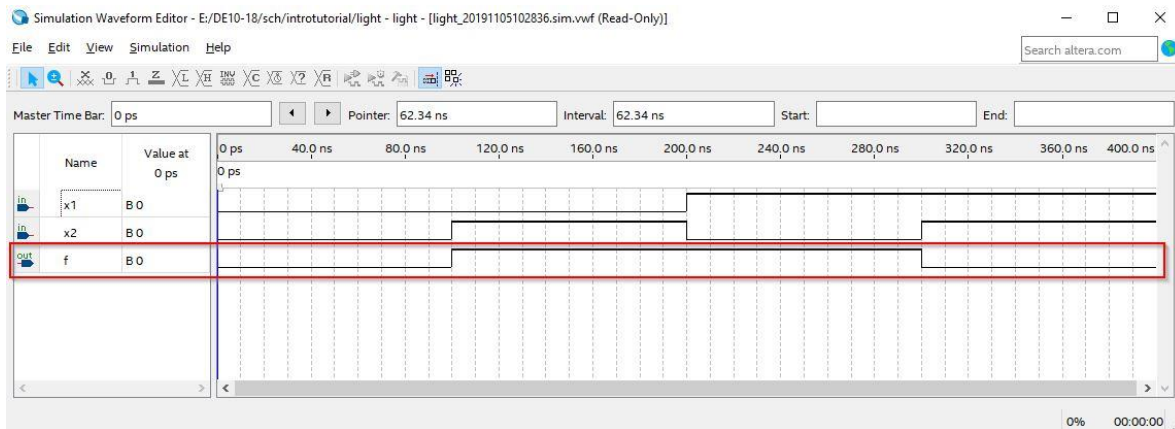 Simulation Waveform Editor - E:/DE10-18/sch/introtutorial/light - light - [light_20191105102836.sim.vwf (Read-Only)]
File Edit View Simulation Help
Search altera.com
Master Time Bar: 0 ps Pointer: 62.34 ns Interval: 62.34 ns Start: End:
Name Value at 0 ps 40.0 ns 80.0 ns 120.0 ns 160.0 ns 200.0 ns 240.0 ns 280.0 ns 320.0 ns 360.0 ns 400.0 ns
0 ps 0 ps
in x1 B 0
in x2 B 0
out f B 0
0% 00:00:00